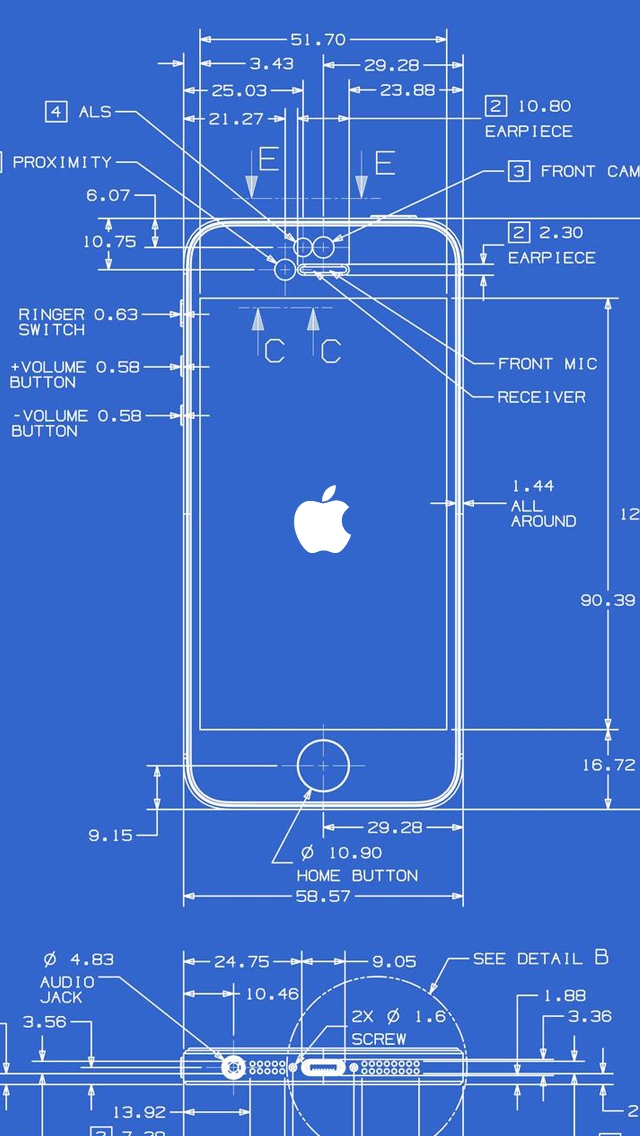 51.70
3.43
29.28
25.03
23.88
4 ALS
21.27
2 10.80
EARPIECE
PROXIMITY
E E
3 FRONT CAM
6.07
10.75
2 2.30
EARPIECE
RINGER 0.63
SWITCH
C C
+VOLUME 0.58
BUTTON
FRONT MIC
RECEIVER
-VOLUME 0.58
BUTTON
1.44
ALL
AROUND
12
90.39
16.72
9.15
29.28
Ø 10.90
HOME BUTTON
58.57
Ø 4.83
AUDIO
JACK
24.75
9.05
SEE DETAIL B
10.46
1.88
3.56
2X Ø 1.6
SCREW
3.36
13.92
2